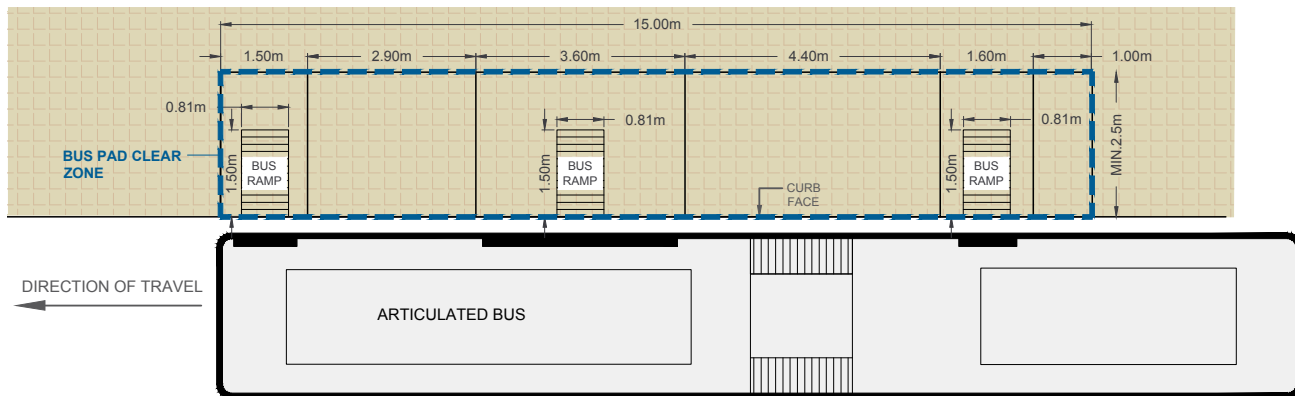 15.00m
1.50m
2.90m
3.60m
4.40m
1.60m
1.00m
0.81m
0.81m
0.81m
BUS PAD CLEAR
ZONE
1.50m
BUS
RAMP
1.50m
BUS
RAMP
CURB
FACE
1.50m
BUS
RAMP
MIN.2.5m
DIRECTION OF TRAVEL
ARTICULATED BUS